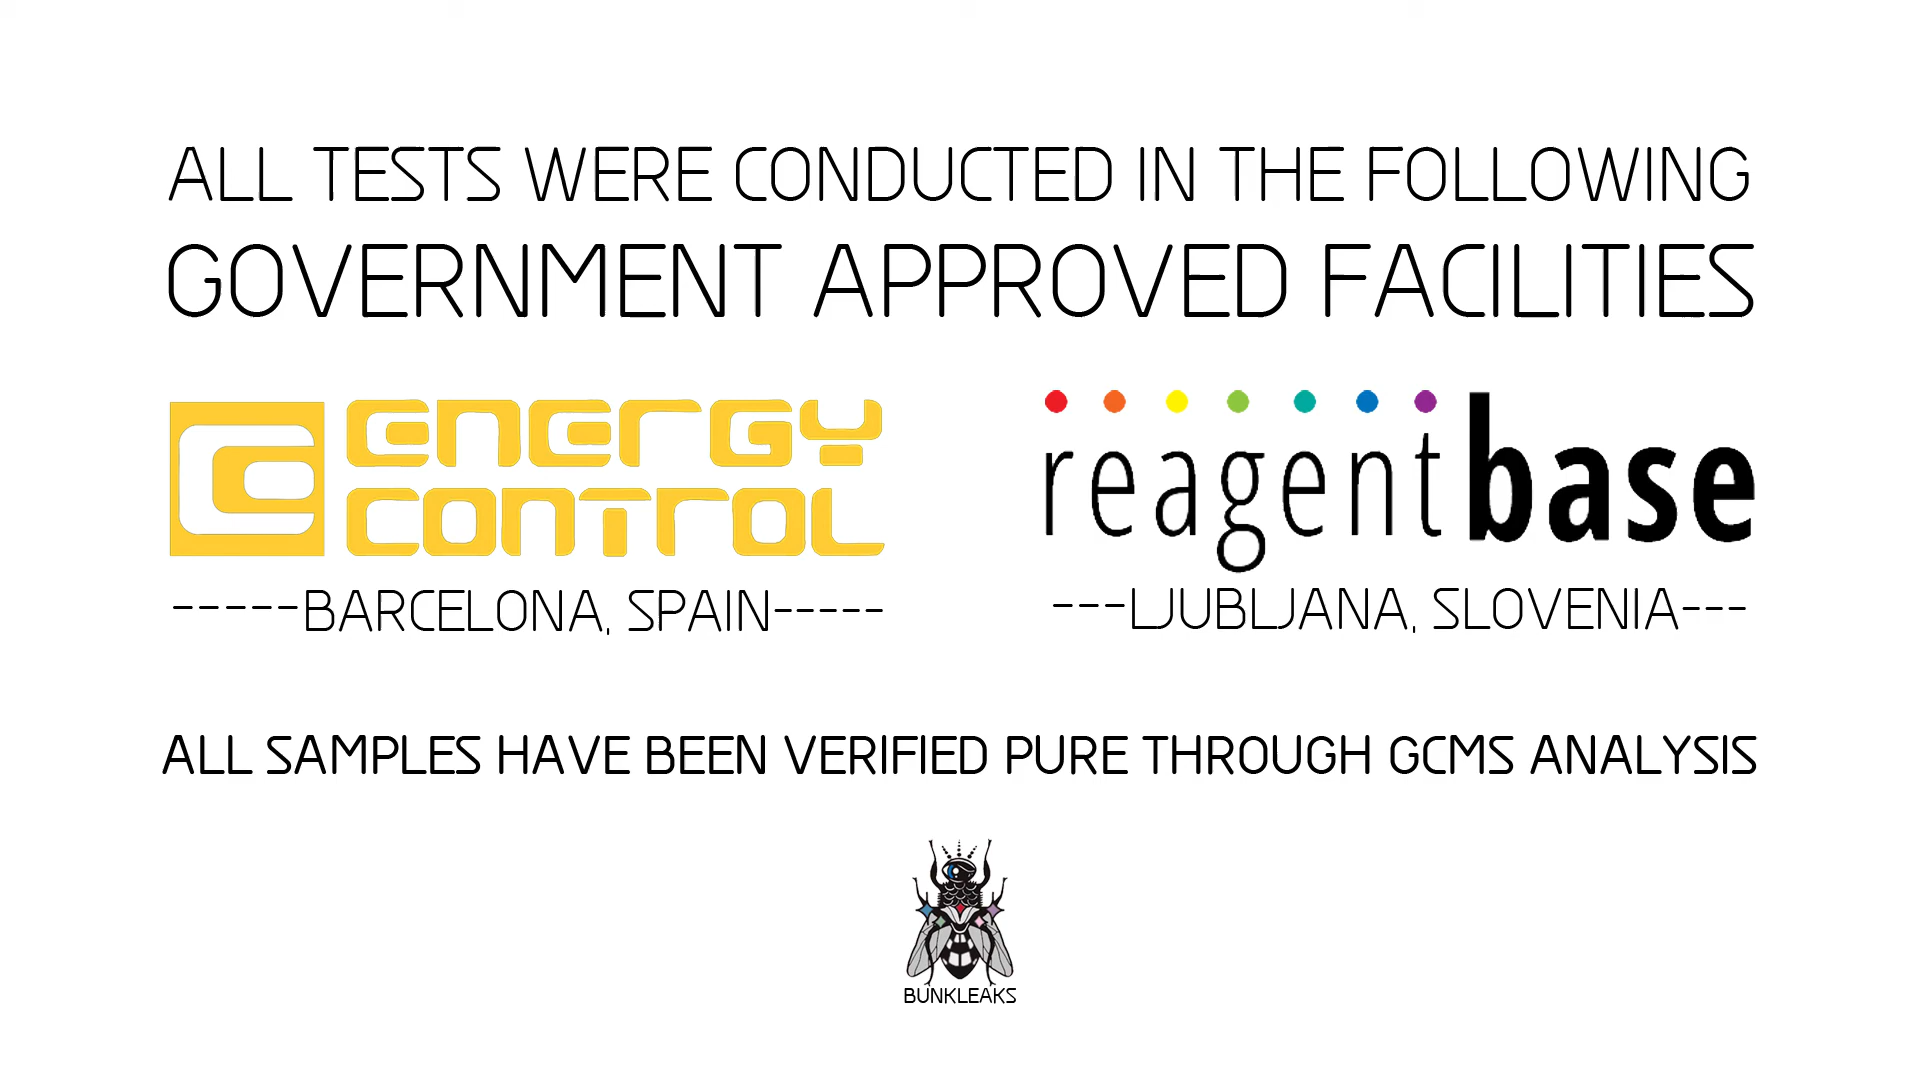 ALL TESTS WERE CONDUCTED IN THE FOLLOWING
GOVERNMENT APPROVED FACILITIES
energy
control
reagentbase
-----BARCELONA, SPAIN-----
---LJUBLJANA, SLOVENIA---
ALL SAMPLES HAVE BEEN VERIFIED PURE THROUGH GCMS ANALYSIS
BUNKLEAKS